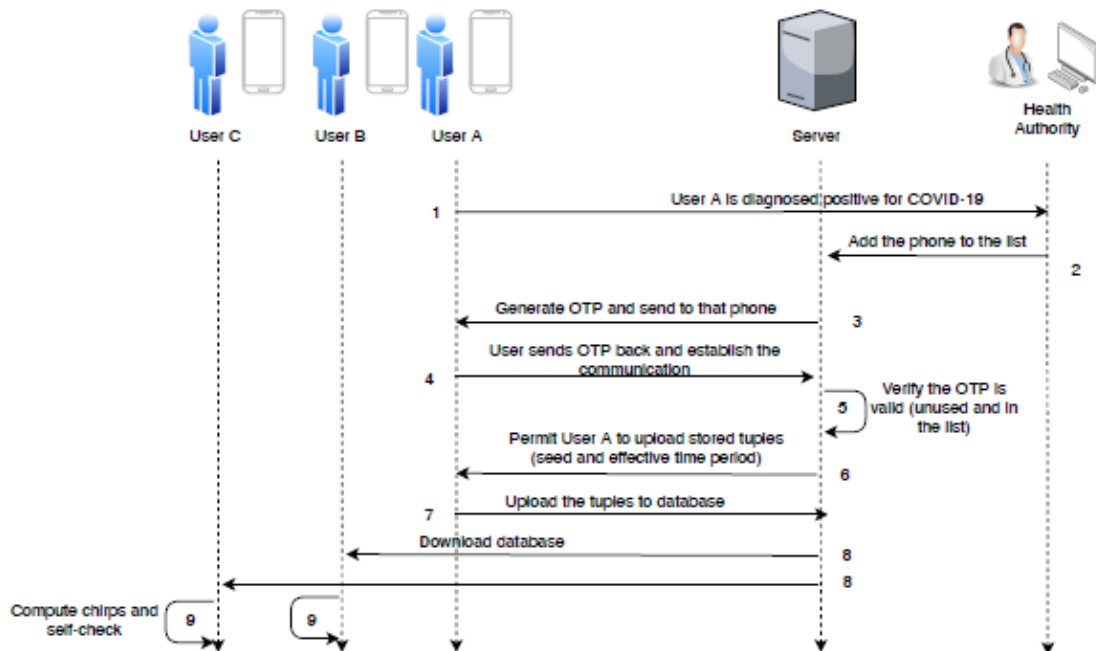 User C
User B
User A
Server
Health
Authority
1
User A is diagnosed positive for COVID-19
Add the phone to the list
2
Generate OTP and send to that phone
3
User sends OTP back and establish the
communication
4
5
Verify the OTP is
valid (unused and in
the list)
Permit User A to upload stored tuples
(seed and effective time period)
6
7
Upload the tuples to database
Download database
8
8
Compute chirps and
self-check
9
9